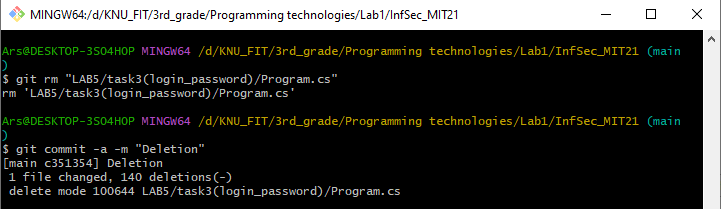 MINGW64:/d/KNU_FIT/3rd_grade/Programming technologies/Lab1/InfSec_MIT21
Ars@DESKTOP-3SO4HOP MINGW64 /d/KNU_FIT/3rd_grade/Programming technologies/Lab1/InfSec_MIT21 (main
)
$ git rm "LAB5/task3(login_password)/Program.cs"
rm 'LAB5/task3(login_password)/Program.cs'
Ars@DESKTOP-3SO4HOP MINGW64 /d/KNU_FIT/3rd_grade/Programming technologies/Lab1/InfSec_MIT21 (main
)
$ git commit -a -m "Deletion"
[main c351354] Deletion
 1 file changed, 140 deletions(-)
 delete mode 100644 LAB5/task3(login_password)/Program.cs